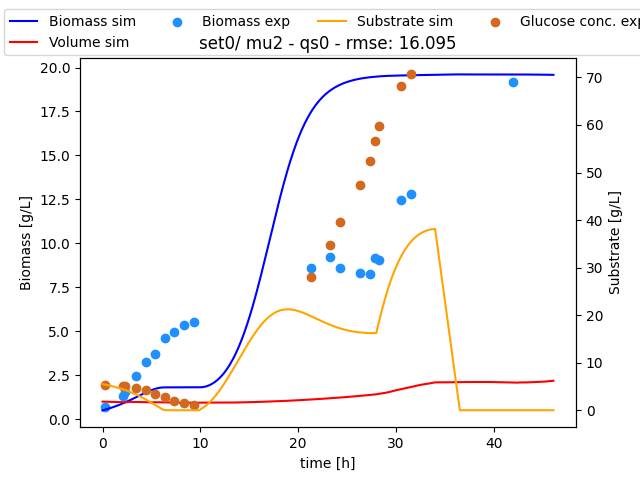 Biomass sim Biomass exp Substrate sim Glucose conc. exp
Volume sim
set0/ mu2 - qs0 - rmse: 16.095
Biomass [g/L]
20.0
17.5
15.0
12.5
10.0
7.5
5.0
2.5
0.0
0 10 20 30 40
time [h]
70
60
50
40
30
20
10
0
Substrate [g/L]